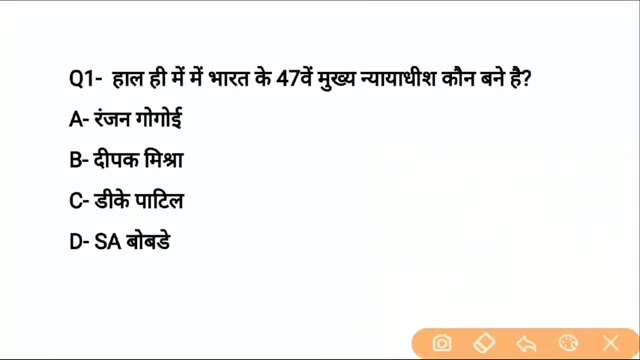 Q1- हाल ही में में भारत के 47वें मुख्य न्यायाधीश कौन बने है?
A- रंजन गोगोई
B- दीपक मिश्रा
C- डीके पाटिल
D- SA बोबडे